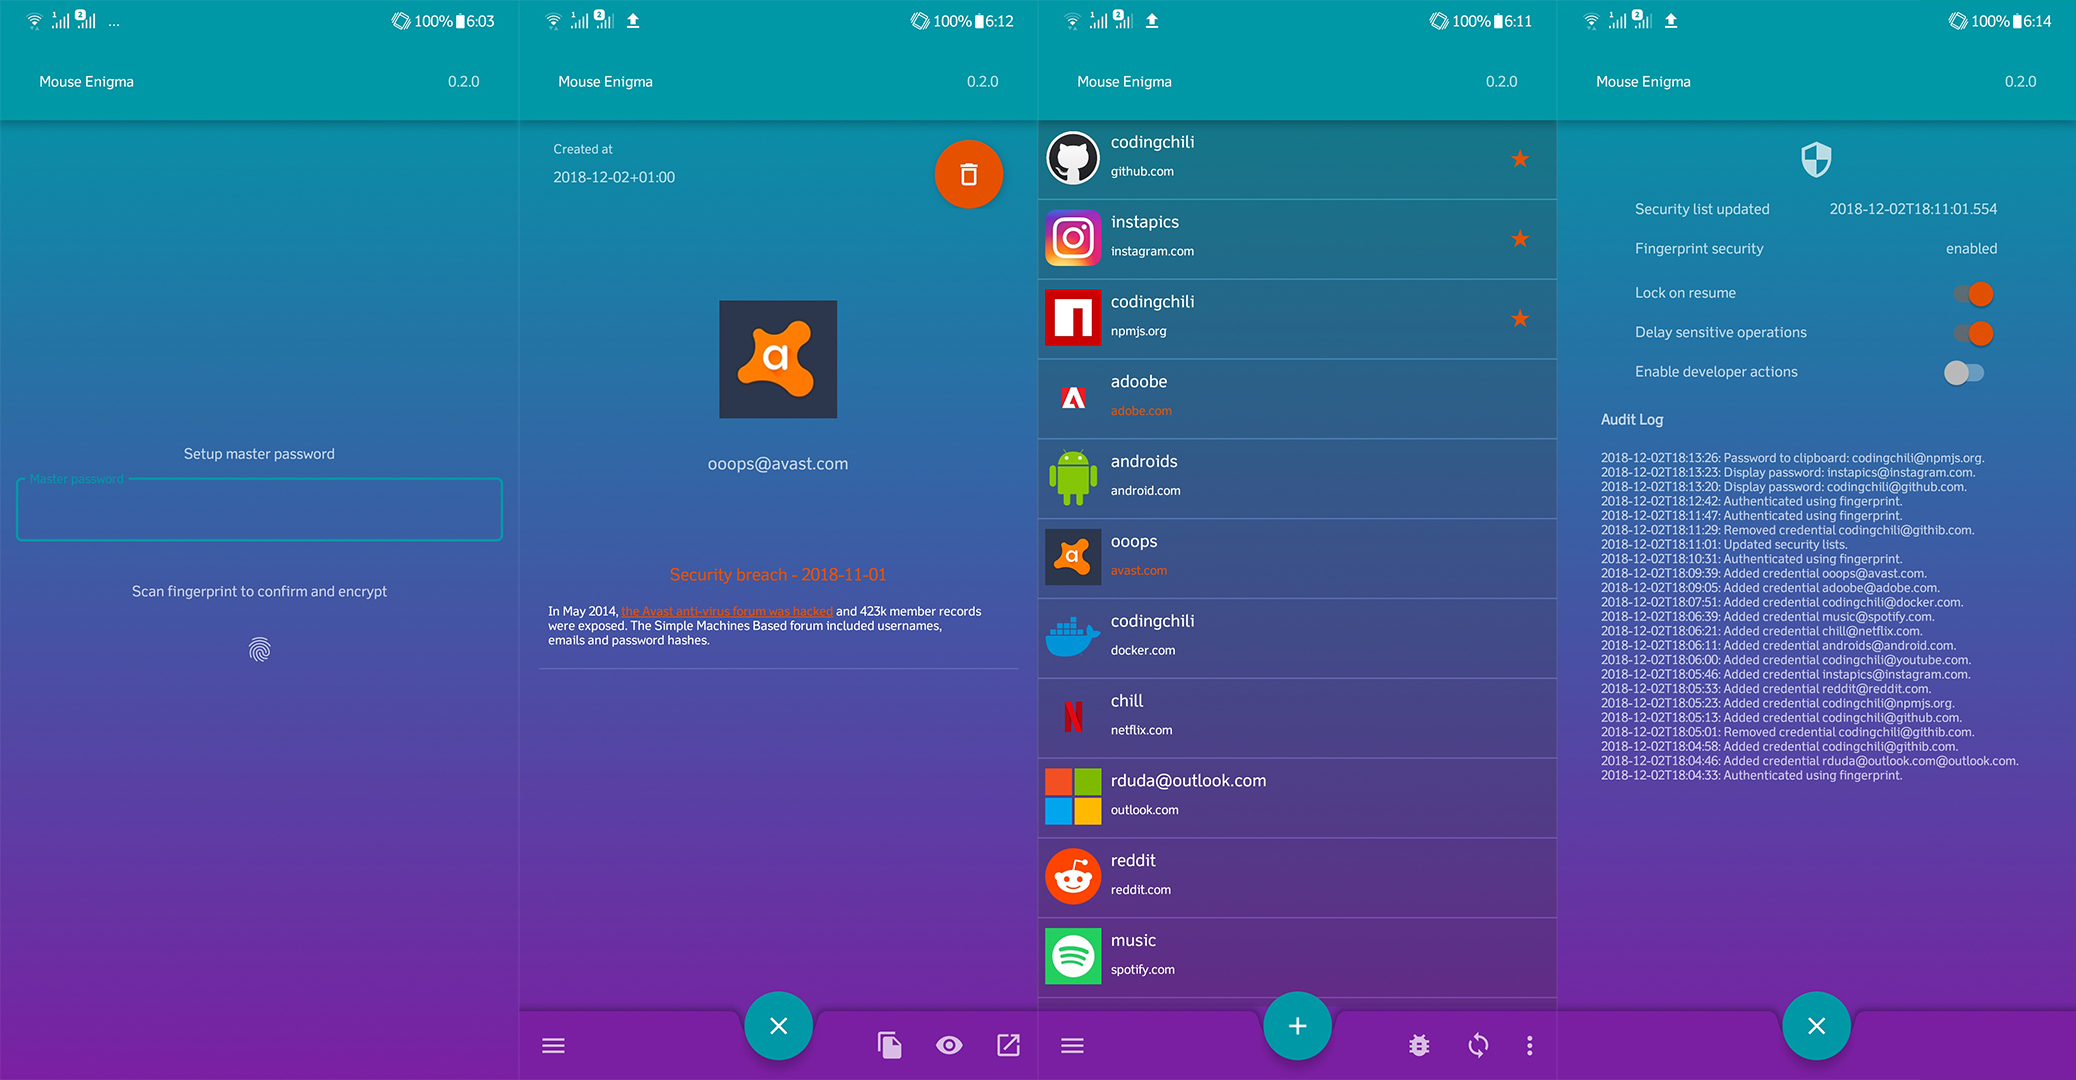 1 2 ... 100% 6:03
Mouse Enigma 0.2.0
Setup master password
Master password
Scan fingerprint to confirm and encrypt
1 2 100% 6:12
Mouse Enigma 0.2.0
Created at
2018-12-02+01:00
a
ooops@avast.com
Security breach - 2018-11-01
In May 2014, the Avast anti-virus forum was hacked and 423k member records
were exposed. The Simple Machines Based forum included usernames,
emails and password hashes.
1 2 100% 6:11
Mouse Enigma 0.2.0
codingchili
github.com
instapics
instagram.com
codingchili
npmjs.org
adoobe
adobe.com
androids
android.com
a
ooops
avast.com
codingchili
docker.com
chill
netflix.com
rduda@outlook.com
outlook.com
reddit
reddit.com
music
spotify.com
1 2 100% 6:14
Mouse Enigma 0.2.0
Security list updated 2018-12-02T18:11:01.554
Fingerprint security enabled
Lock on resume
Delay sensitive operations
Enable developer actions
Audit Log
2018-12-02T18:13:26: Password to clipboard: codingchili@npmjs.org.
2018-12-02T18:13:23: Display password: instapics@instagram.com.
2018-12-02T18:13:20: Display password: codingchili@github.com.
2018-12-02T18:12:42: Authenticated using fingerprint.
2018-12-02T18:11:47: Authenticated using fingerprint.
2018-12-02T18:11:29: Removed credential codingchili@githib.com.
2018-12-02T18:11:01: Updated security lists.
2018-12-02T18:10:31: Authenticated using fingerprint.
2018-12-02T18:09:39: Added credential ooops@avast.com.
2018-12-02T18:09:05: Added credential adoobe@adobe.com.
2018-12-02T18:07:51: Added credential codingchili@docker.com.
2018-12-02T18:06:39: Added credential music@spotify.com.
2018-12-02T18:06:21: Added credential chill@netflix.com.
2018-12-02T18:06:11: Added credential androids@android.com.
2018-12-02T18:06:00: Added credential codingchili@youtube.com.
2018-12-02T18:05:46: Added credential instapics@instagram.com.
2018-12-02T18:05:33: Added credential reddit@reddit.com.
2018-12-02T18:05:23: Added credential codingchili@npmjs.org.
2018-12-02T18:05:13: Added credential codingchili@github.com.
2018-12-02T18:05:01: Removed credential codingchili@githib.com.
2018-12-02T18:04:58: Added credential codingchili@githib.com.
2018-12-02T18:04:46: Added credential rduda@outlook.com@outlook.com.
2018-12-02T18:04:33: Authenticated using fingerprint.